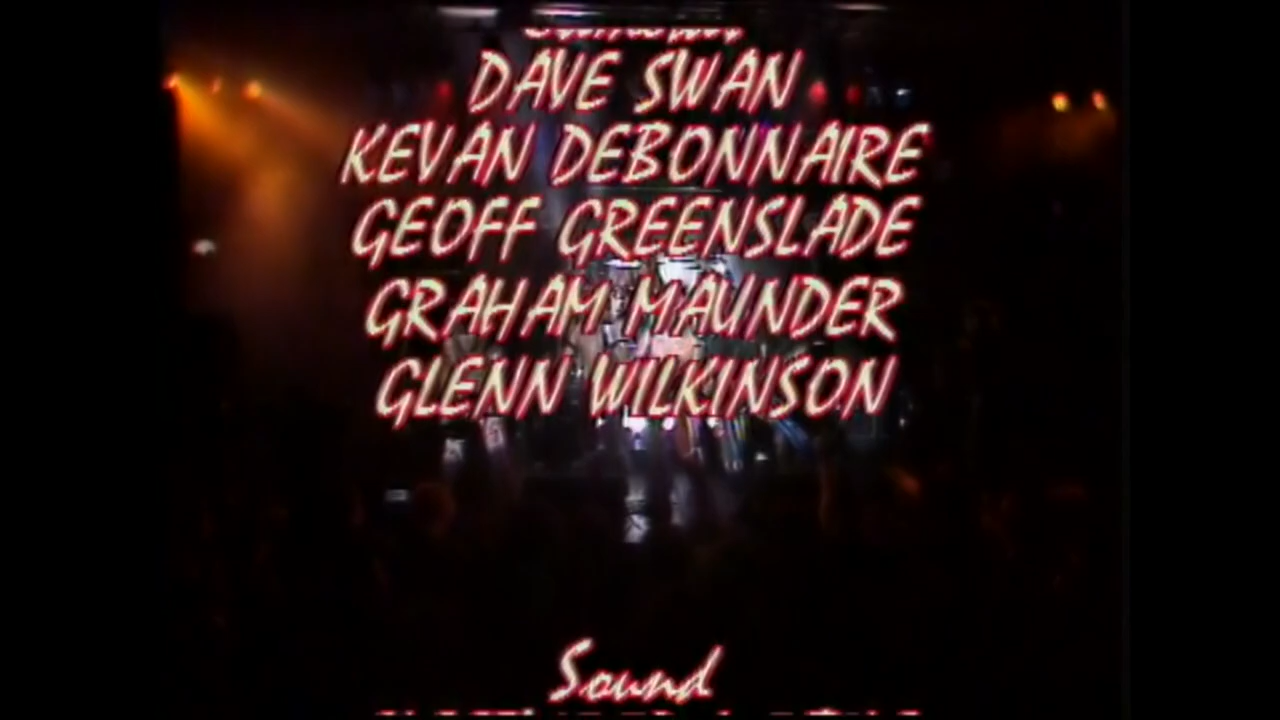 DAVE SWAN
KEVAN DEBONNAIRE
GEOFF GREENSLADE
GRAHAM MAUNDER
GLENN WILKINSON
Sound